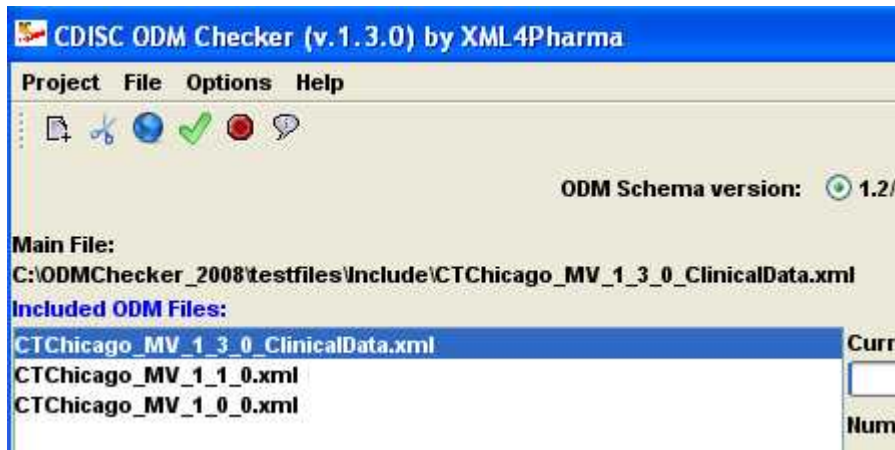 CDISC ODM Checker (v.1.3.0) by XML4Pharma
Project File Options Help
ODM Schema version: 1.2/
Main File:
C:\ODMChecker_2008\testfiles\Include\CTChicago_MV_1_3_0_ClinicalData.xml
Included ODM Files:
CTChicago_MV_1_3_0_ClinicalData.xml
Curr
CTChicago_MV_1_1_0.xml
CTChicago_MV_1_0_0.xml
Num